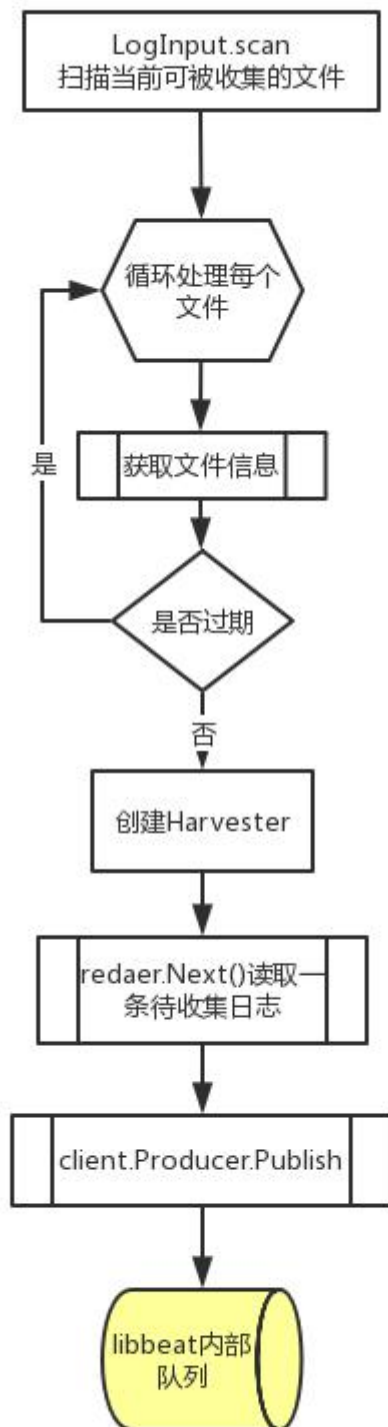 LogInput.scan
扫描当前可被收集的文件
循环处理每个
文件
获取文件信息
是
是否过期
否
创建Harvester
redaer.Next()读取一
条待收集日志
client.Producer.Publish
libbeat内部
队列